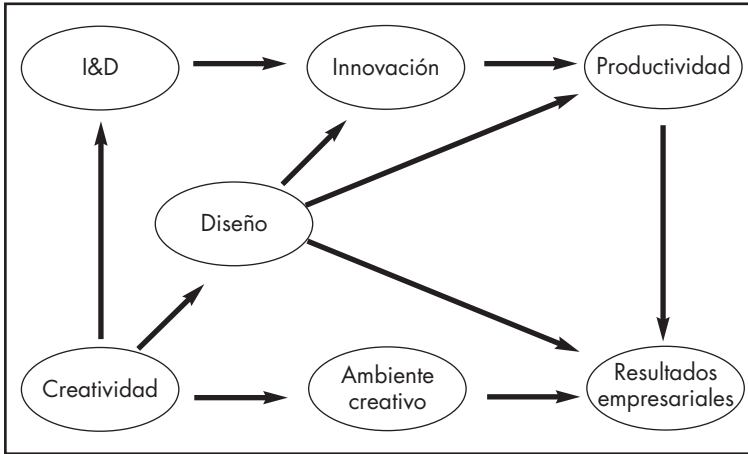 I&D
Innovación
Productividad
Diseño
Creatividad
Ambiente
creativo
Resultados
empresariales